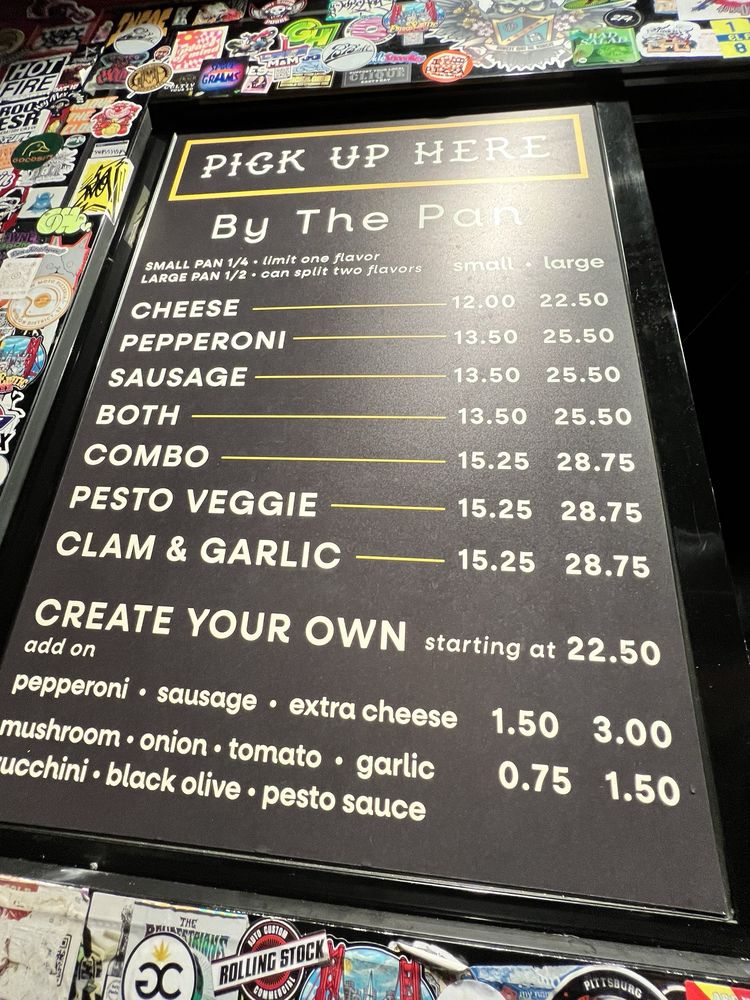 HOT
FIRE
PICK UP HERE
By The Pan
SMALL PAN 1/4 • limit one flavor
LARGE PAN 1/2 • can split two flavors
small • large
CHEESE 12.00 22.50
PEPPERONI 13.50 25.50
SAUSAGE 13.50 25.50
BOTH 13.50 25.50
COMBO 15.25 28.75
PESTO VEGGIE 15.25 28.75
CLAM & GARLIC 15.25 28.75
CREATE YOUR OWN starting at 22.50
add on
pepperoni • sausage • extra cheese 1.50 3.00
mushroom • onion • tomato • garlic 0.75 1.50
ucchini • black olive • pesto sauce
THE
AUTO CUSTOM
ROLLING STOCK
COMMERCIAL
PITTSBURG